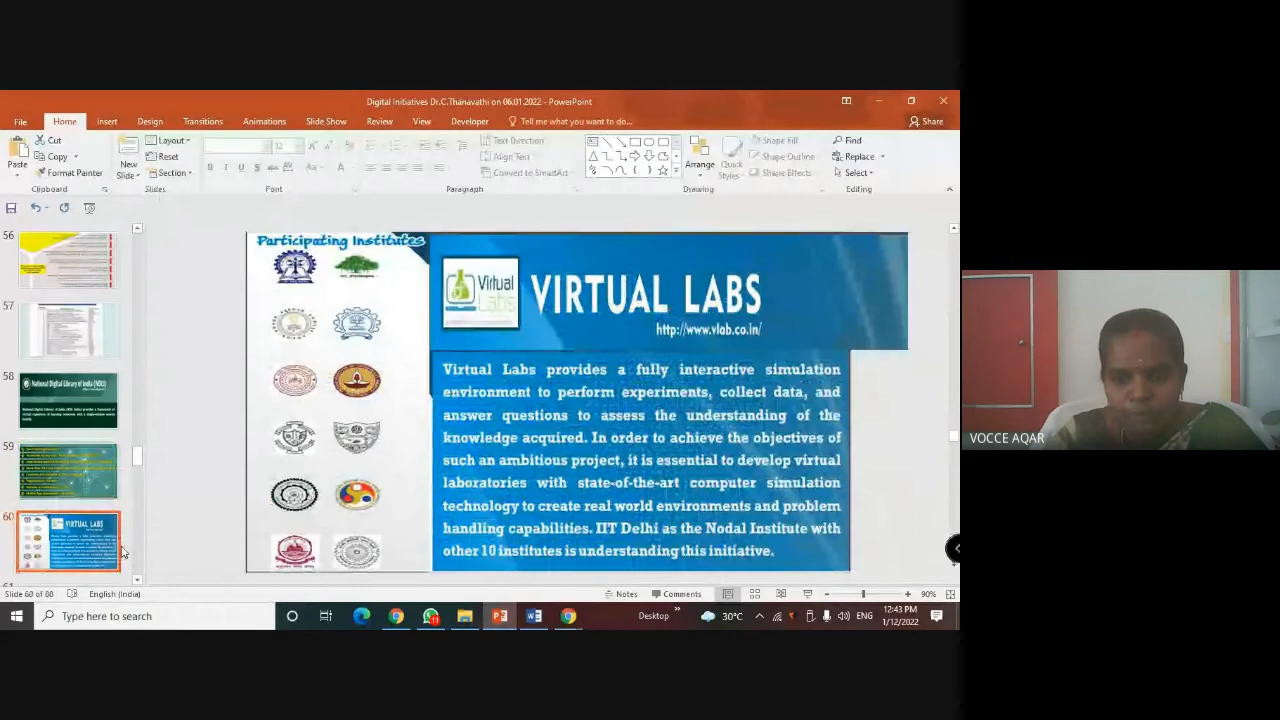 Digital Initiatives Dr.C.Thanavathi on 06.01.2022 - PowerPoint
File Home Insert Design Transitions Animations Slide Show Review View Developer Tell me what you want to do... Share
Cut
Copy
Format Painter
Paste
Clipboard
New Slide
Layout
Reset
Section
Slides
32
Font
Text Direction
Align Text
Convert to SmartArt
Paragraph
Arrange
Quick Styles
Shape Fill
Shape Outline
Shape Effects
Drawing
Find
Replace
Select
Editing
56
57
58
National Digital Library of India (NDLI)
59
60
VIRTUAL LABS
Participating Institutes
Virtual Labs
VIRTUAL LABS
http://www.vlab.co.in/
Virtual Labs provides a fully interactive simulation
environment to perform experiments, collect data, and
answer questions to assess the understanding of the
knowledge acquired. In order to achieve the objectives of
such an ambitious project, it is essential to develop virtual
laboratories with state-of-the-art computer simulation
technology to create real world environments and problem
handling capabilities. IIT Delhi as the Nodal Institute with
other 10 institutes is understanding this initiative.
VOCCE AQAR
Slide 60 of 88 English (India) Notes Comments 90%
Type here to search
11
Desktop
30°C
ENG
12:43 PM
1/12/2022